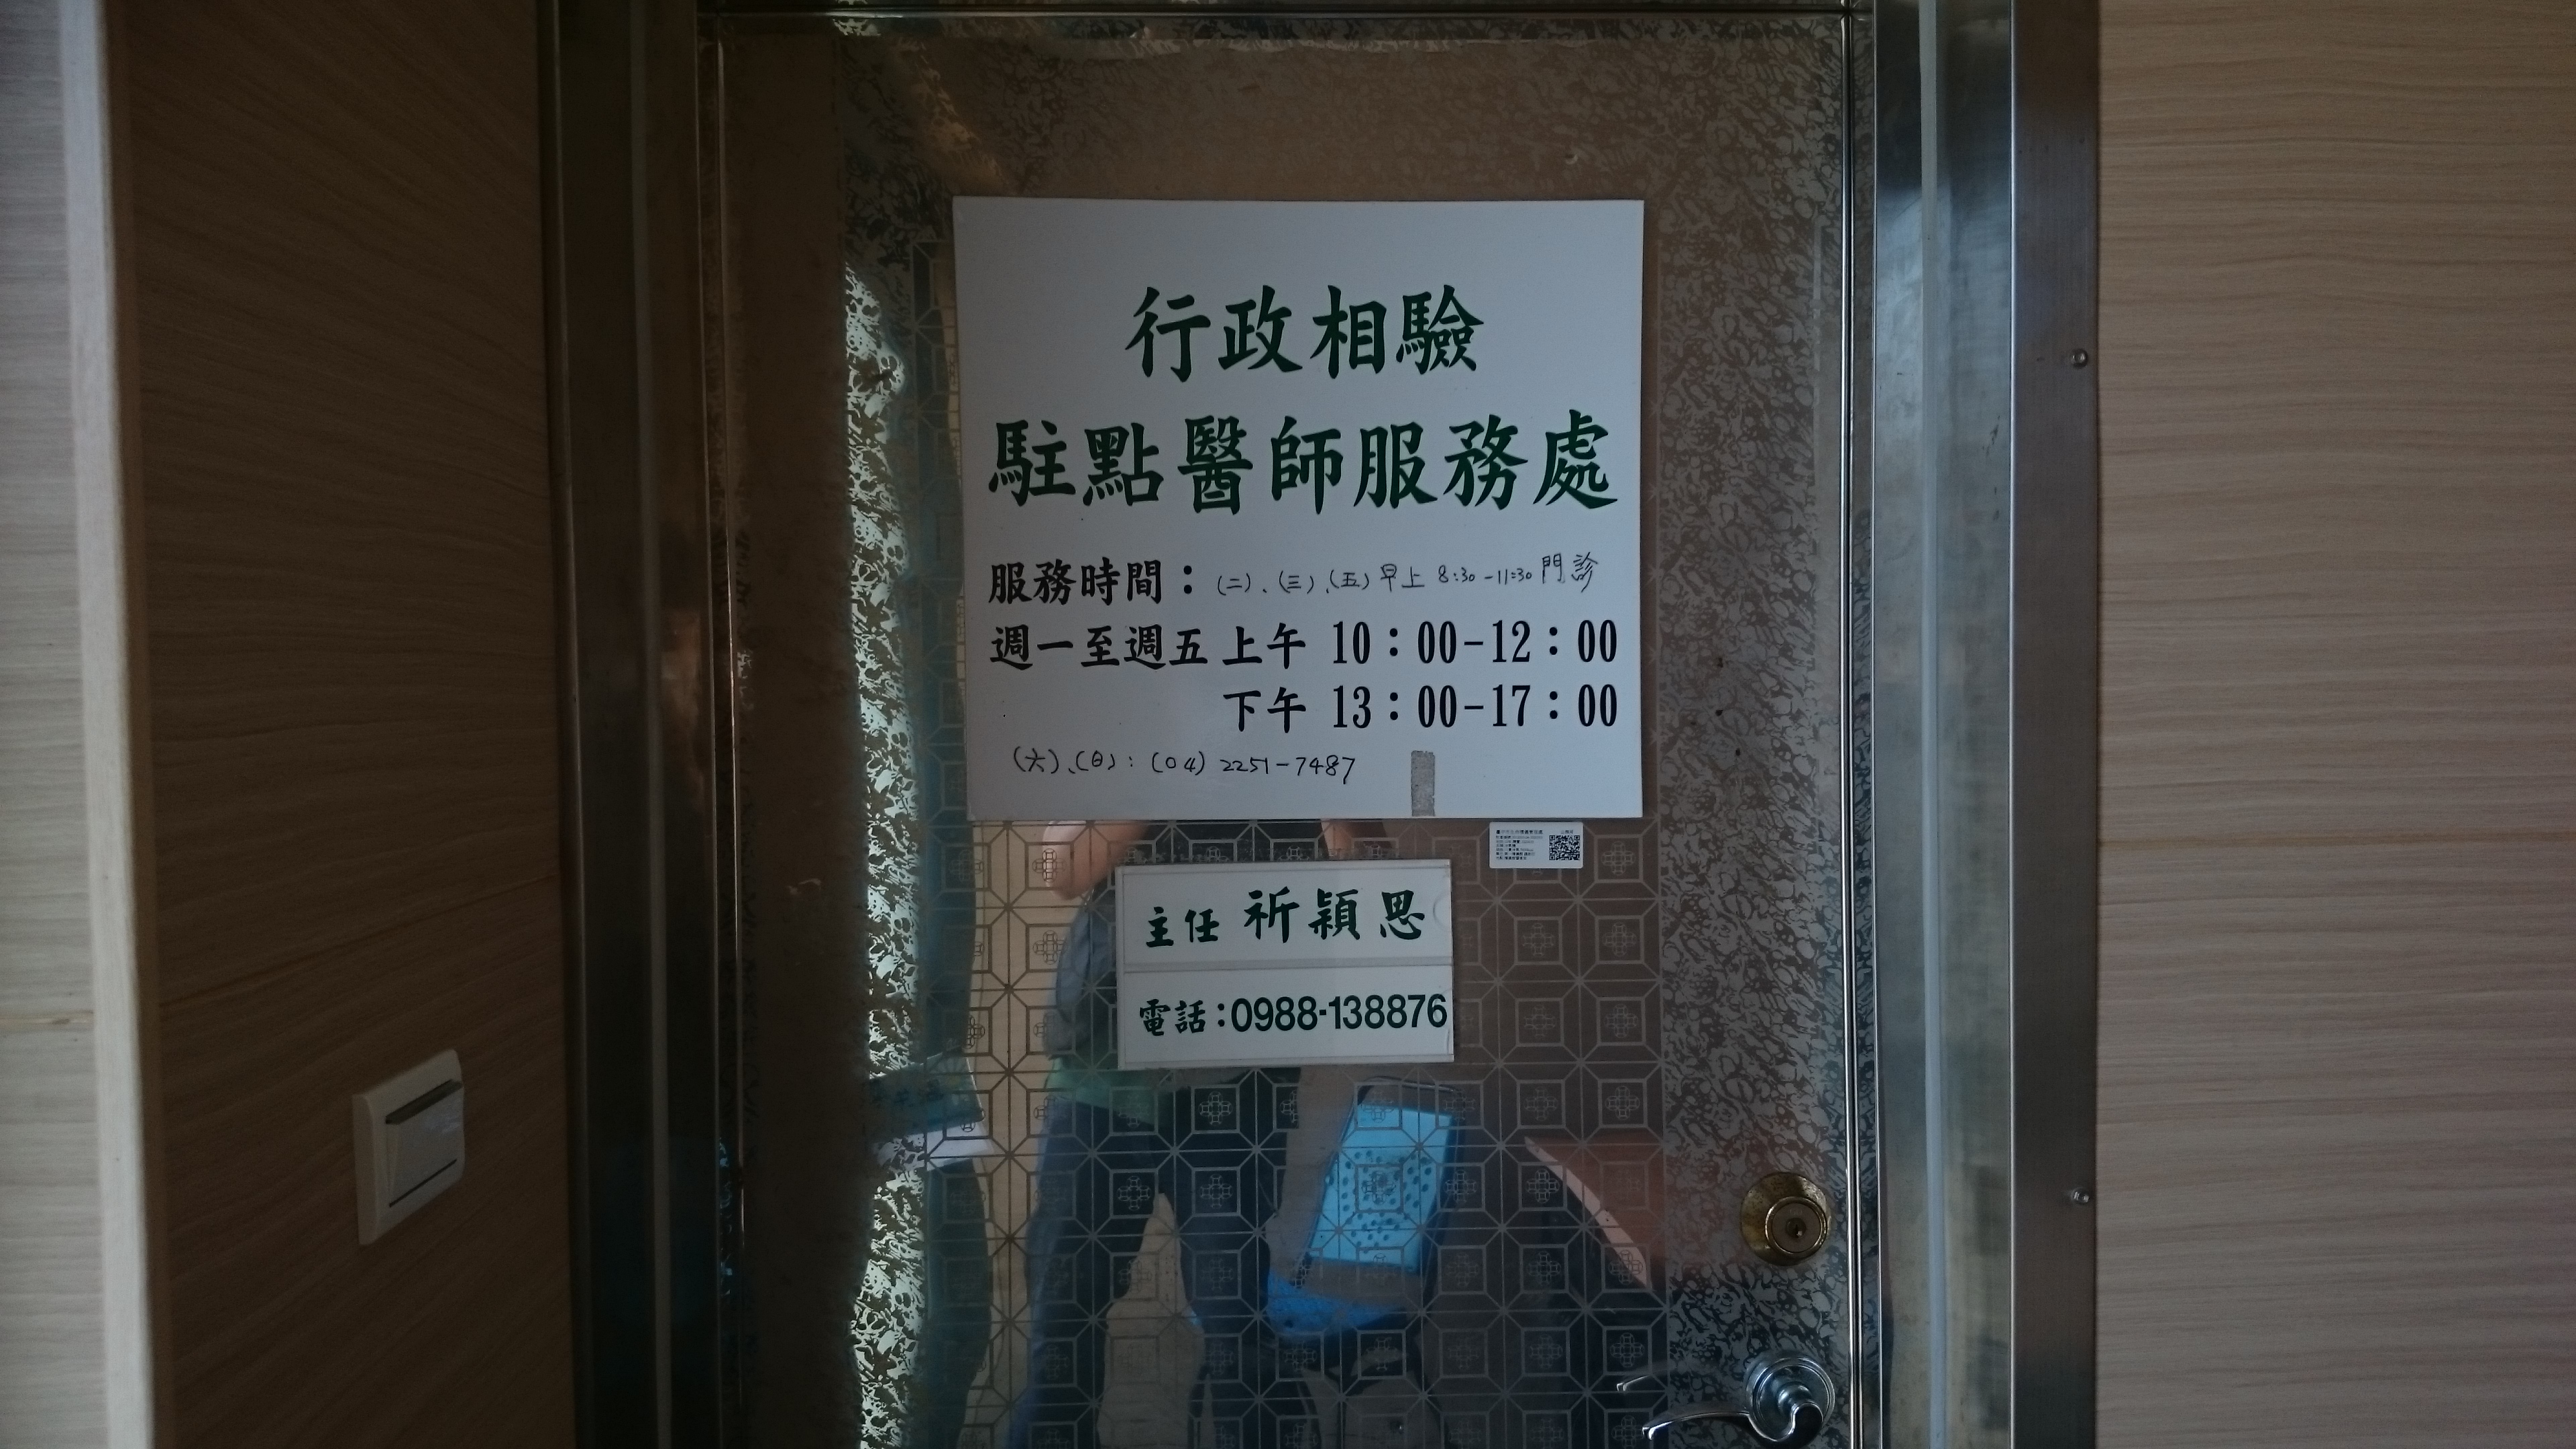 行政相驗
駐點醫師服務處
服務時間：(二)、(三)、(五)早上 8:30-11:30 門診
週一至週五 上午 10：00-12：00
下午 13：00-17：00
(六)、(日)：(04) 2251-7487
主任 祈穎思
電話：0988-138876